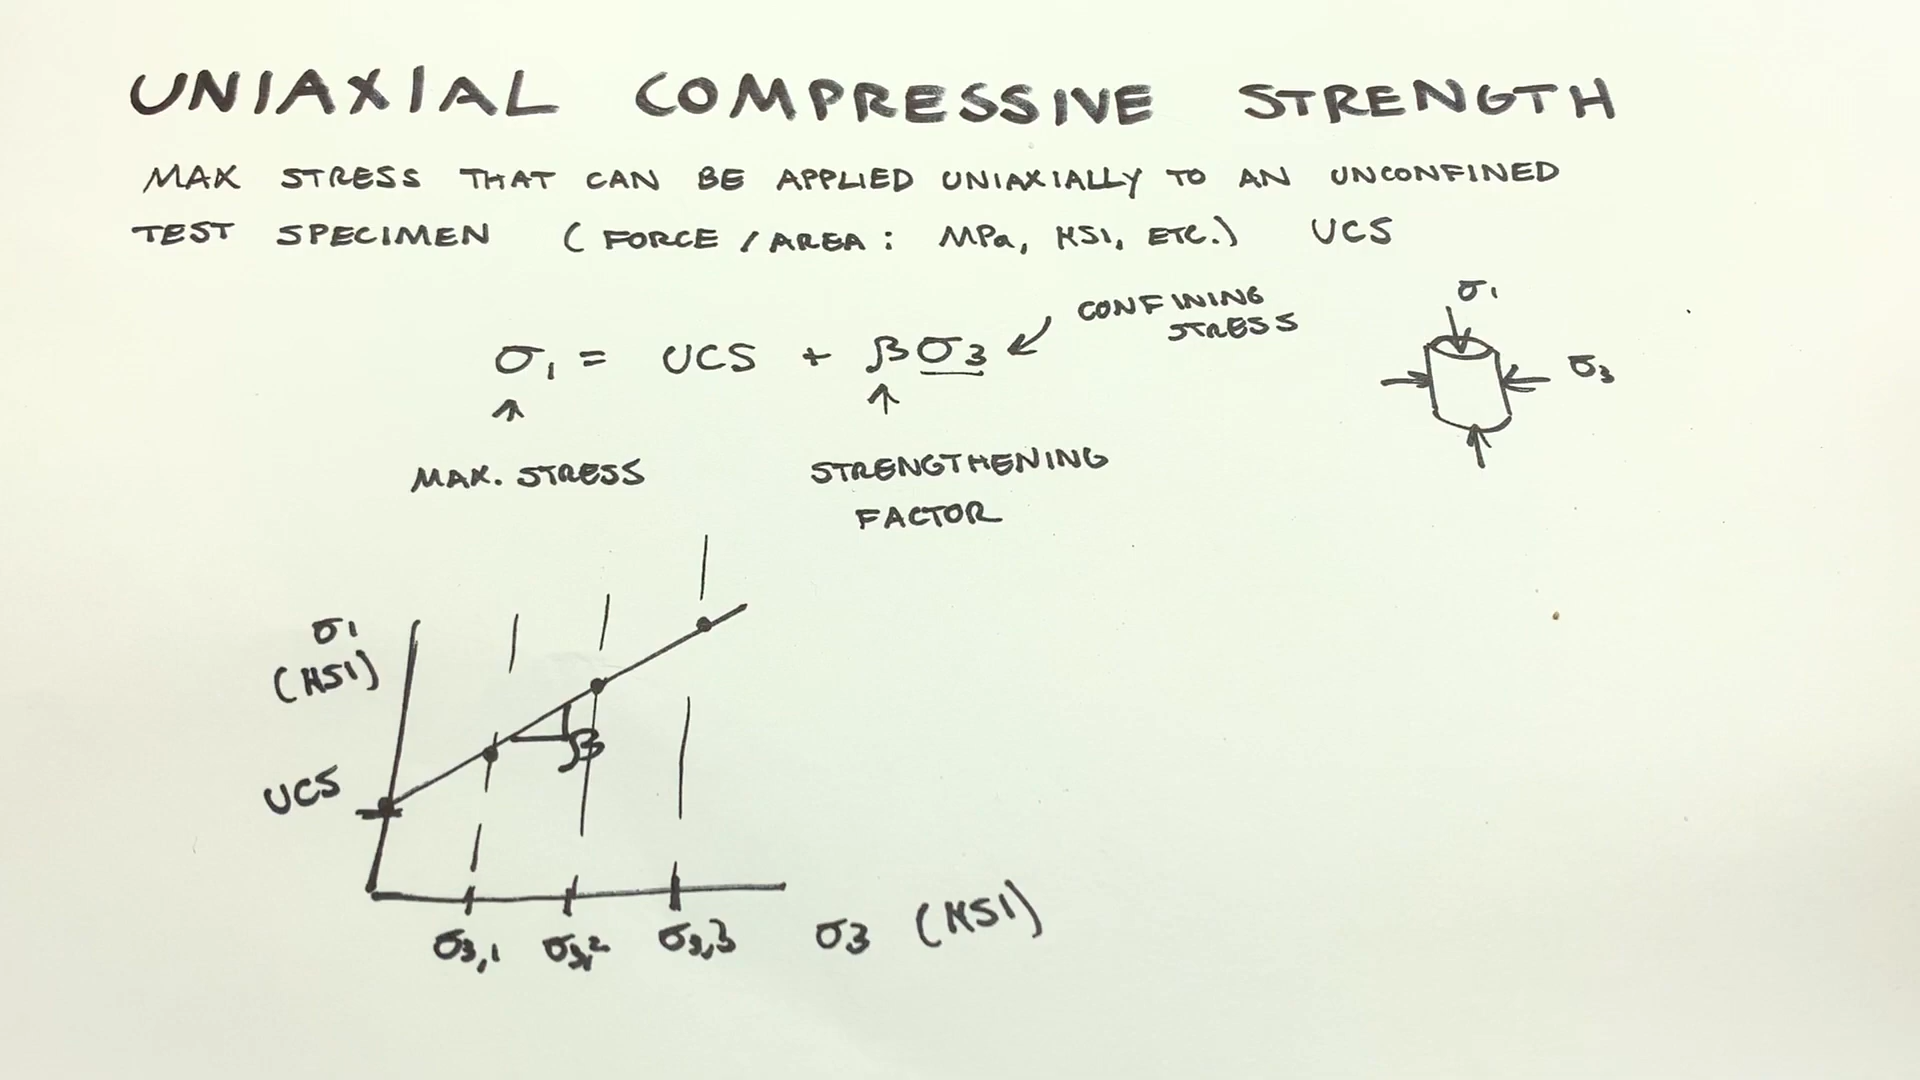 UNIAXIAL COMPRESSIVE STRENGTH
MAX STRESS THAT CAN BE APPLIED UNIAXIALLY TO AN UNCONFINED
TEST SPECIMEN (FORCE / AREA: MPa, KSI, ETC.) UCS
CONFINING
STRESS
σ1
σ1 = UCS + βσ3
σ3
MAX. STRESS
STRENGTHENING
FACTOR
σ1
(KSI)
β
UCS
σ3,1 σ3,2 σ3,3 σ3 (KSI)